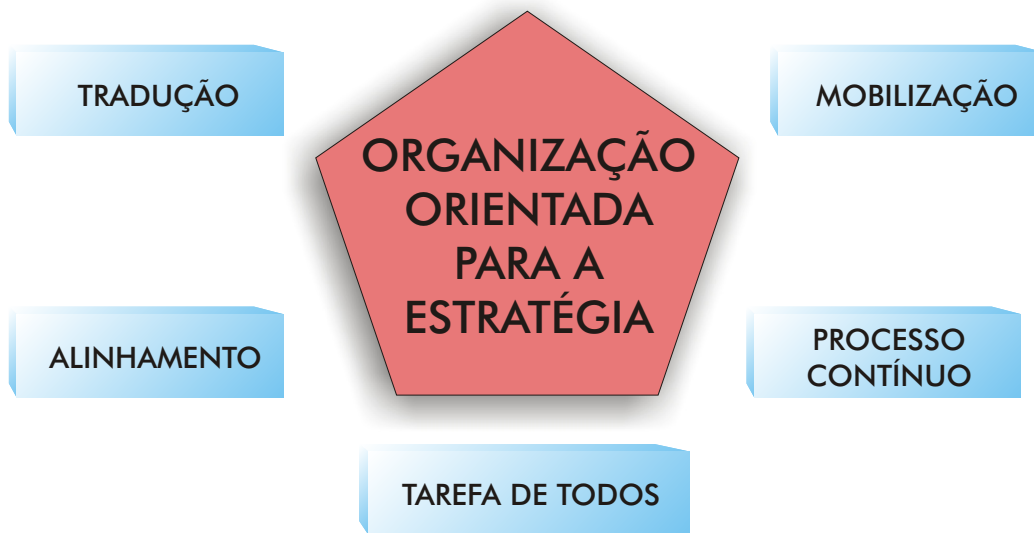 TRADUÇÃO
MOBILIZAÇÃO
ORGANIZAÇÃO
ORIENTADA
PARA A
ESTRATÉGIA
ALINHAMENTO
PROCESSO
CONTÍNUO
TAREFA DE TODOS